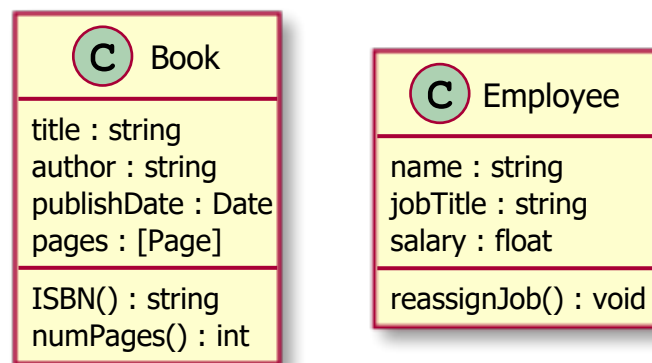 C Book
title : string
author : string
publishDate : Date
pages : [Page]
ISBN() : string
numPages() : int
C Employee
name : string
jobTitle : string
salary : float
reassignJob() : void